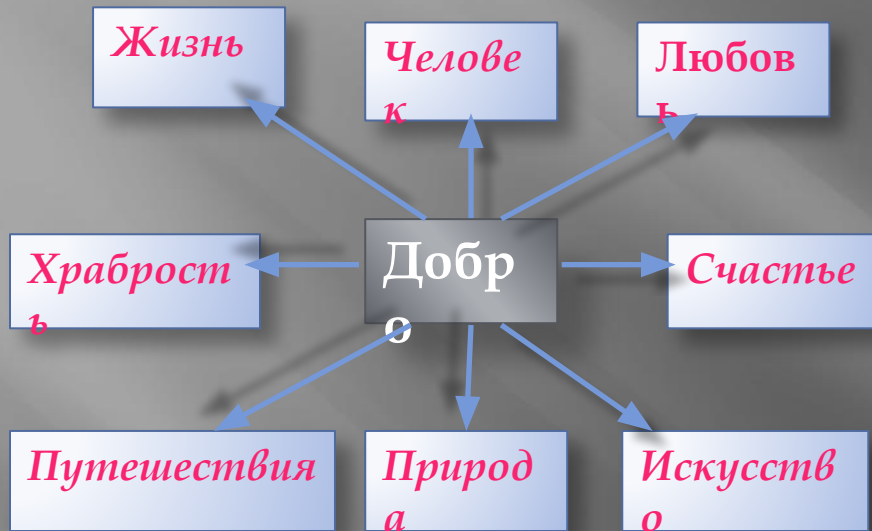 Жизнь
Челове
к
Любов
ь
Храброст
ь
Добр
о
Счастье
Путешествия
Природ
а
Искусств
о